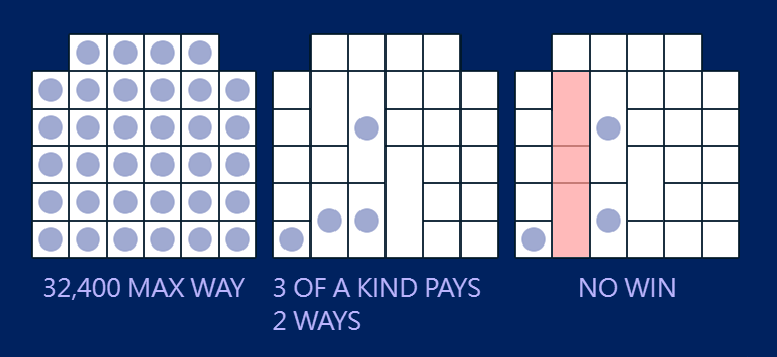 32,400 MAX WAY
3 OF A KIND PAYS
2 WAYS
NO WIN